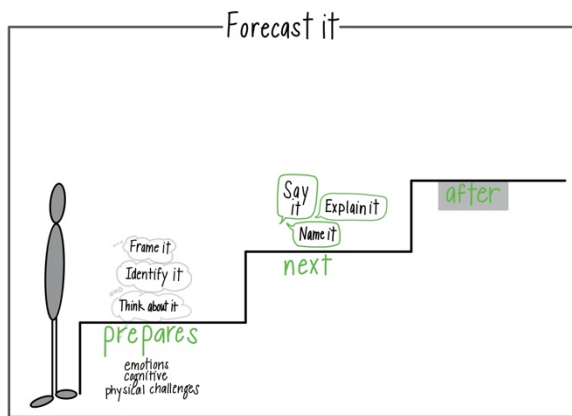 Forecast it
Frame it
Identify it
Think about it
prepares
emotions
cognitive
physical challenges
Say
it
Explain it
Name it
next
after